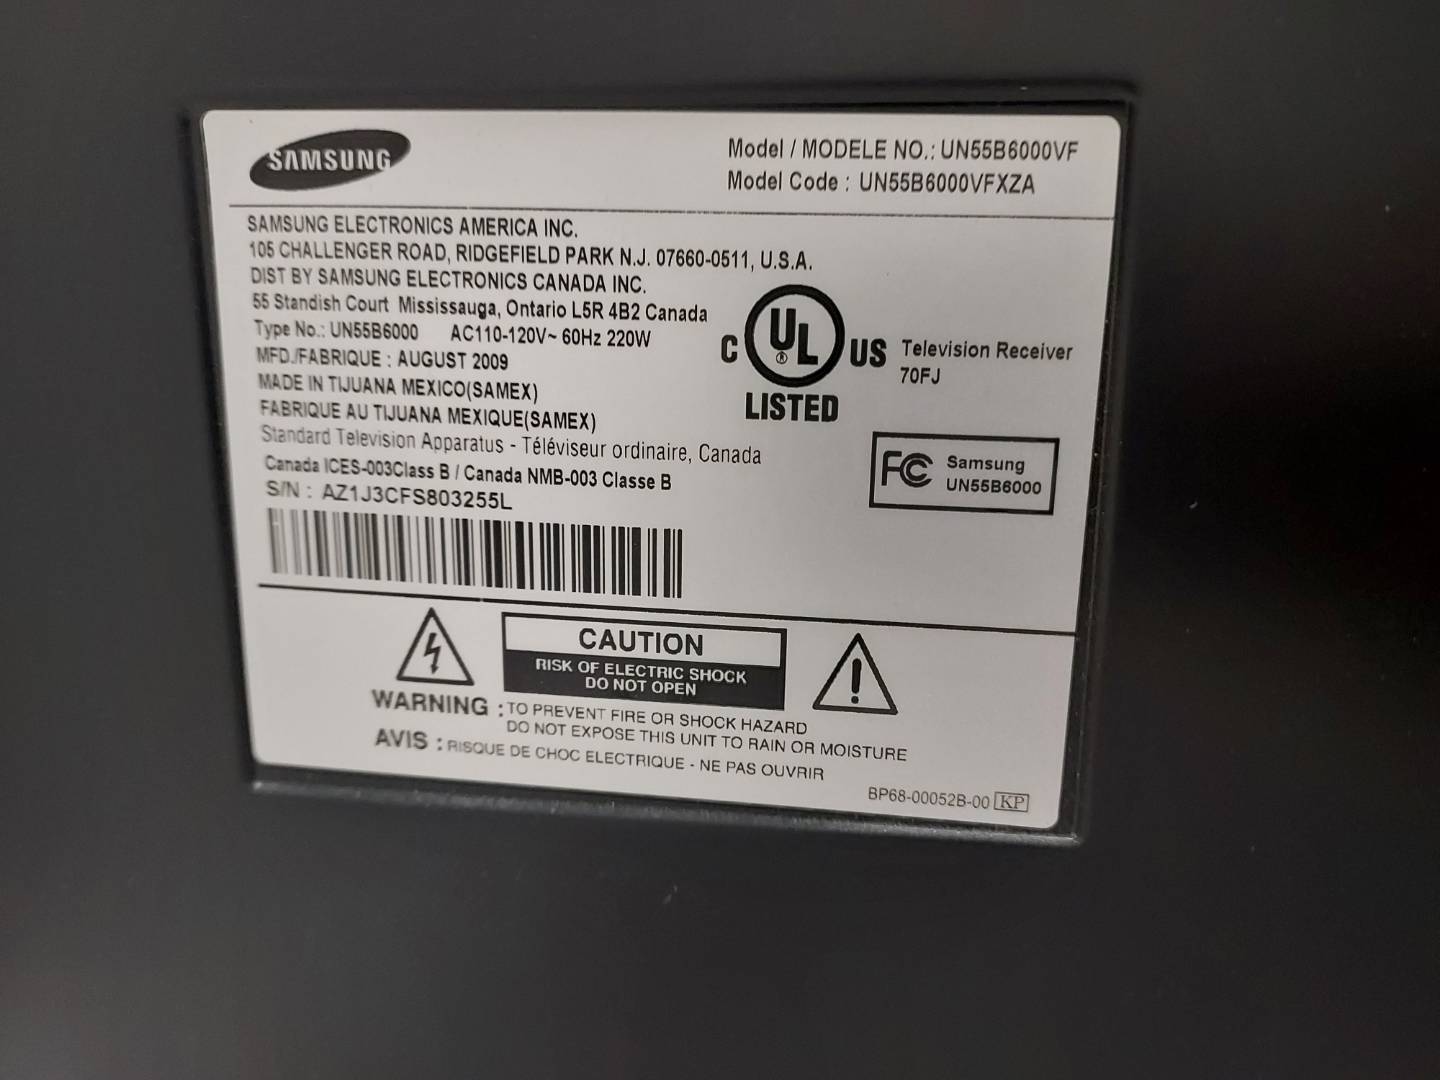 SAMSUNG
Model / MODELE NO.: UN55B6000VF
Model Code : UN55B6000VFXZA
SAMSUNG ELECTRONICS AMERICA INC.
105 CHALLENGER ROAD, RIDGEFIELD PARK N.J. 07660-0511, U.S.A.
DIST BY SAMSUNG ELECTRONICS CANADA INC.
55 Standish Court Mississauga, Ontario L5R 4B2 Canada
Type No.: UN55B6000 AC110-120V~ 60Hz 220W
MFD./FABRIQUE : AUGUST 2009
MADE IN TIJUANA MEXICO(SAMEX)
FABRIQUE AU TIJUANA MEXIQUE(SAMEX)
Standard Television Apparatus - Téléviseur ordinaire, Canada
Canada ICES-003Class B / Canada NMB-003 Classe B
S/N : AZ1J3CFS803255L
C UL ® US
LISTED
Television Receiver
70FJ
FC Samsung
UN55B6000
CAUTION
RISK OF ELECTRIC SHOCK
DO NOT OPEN
WARNING : TO PREVENT FIRE OR SHOCK HAZARD
DO NOT EXPOSE THIS UNIT TO RAIN OR MOISTURE
AVIS : RISQUE DE CHOC ELECTRIQUE - NE PAS OUVRIR
BP68-00052B-00 KP